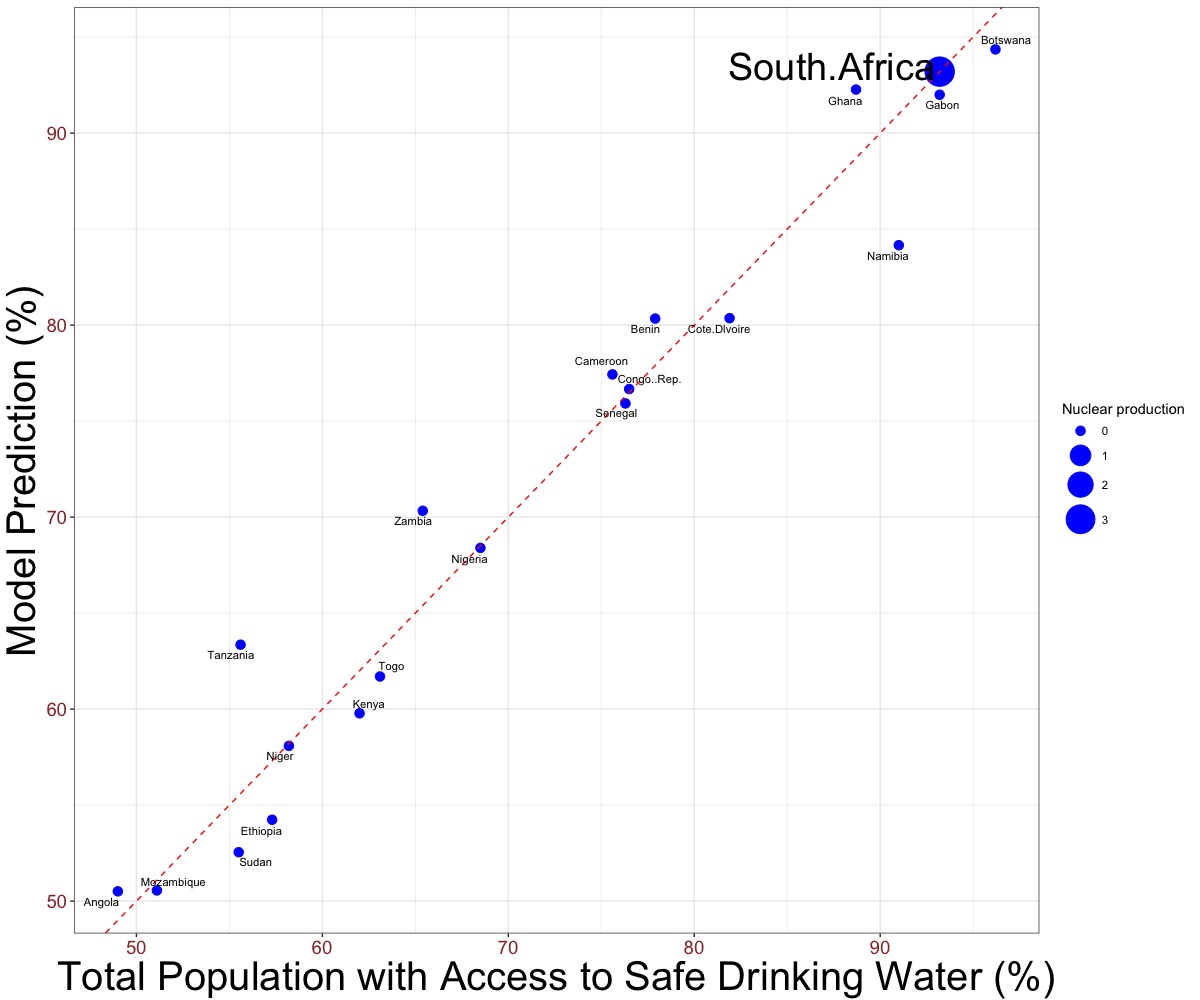 Botswana
South.Africa
Ghana
Gabon
90
Namibia
80
Benin
Cote.DIvoire
Cameroon
Congo..Rep.
Senegal
Nuclear production
0
1
2
3
70
Zambia
Nigeria
Tanzania
Togo
60
Kenya
Niger
Ethiopia
Sudan
Mozambique
50
Angola
Model Prediction (%)
50 60 70 80 90
Total Population with Access to Safe Drinking Water (%)